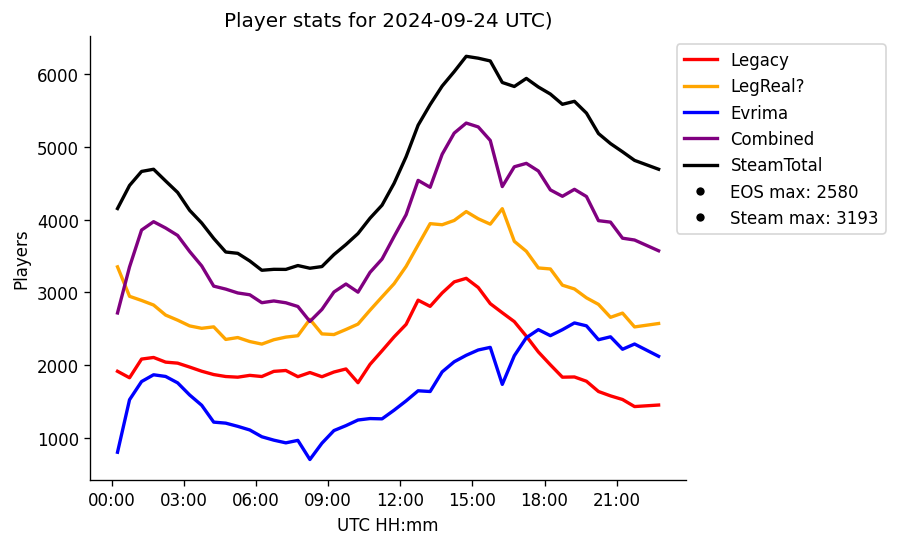 Player stats for 2024-09-24 UTC)
Players
6000
5000
4000
3000
2000
1000
00:00 03:00 06:00 09:00 12:00 15:00 18:00 21:00
UTC HH:mm
Legacy
LegReal?
Evrima
Combined
SteamTotal
EOS max: 2580
Steam max: 3193